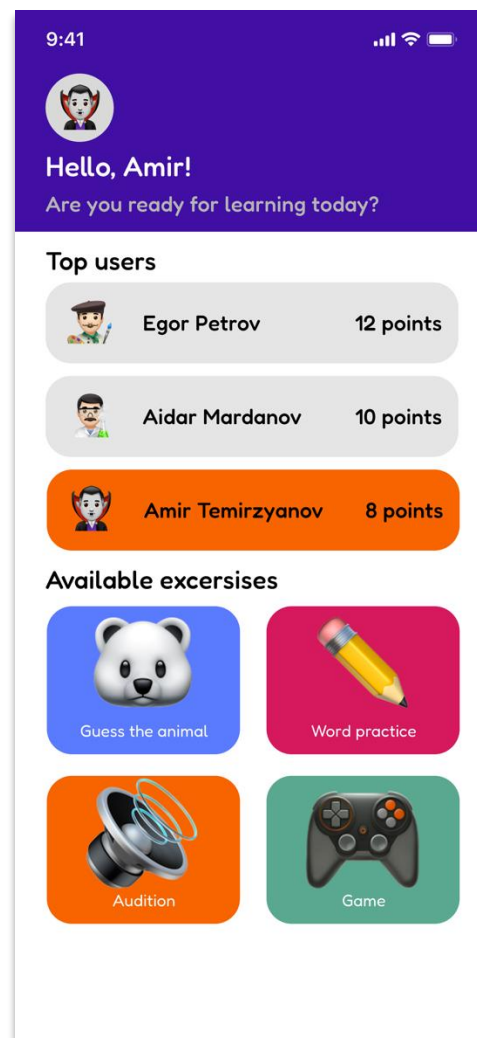 9:41
Hello, Amir!
Are you ready for learning today?
Top users
Egor Petrov 12 points
Aidar Mardanov 10 points
Amir Temirzyanov 8 points
Available excersises
Guess the animal Word practice
Audition Game